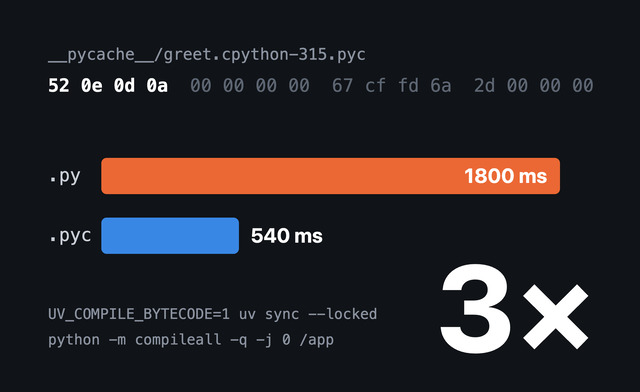 __pycache__/greet.cpython-315.pyc
52 0e 0d 0a 00 00 00 00 67 cf fd 6a 2d 00 00 00
.py 1800 ms
.pyc 540 ms
3×
UV_COMPILE_BYTECODE=1 uv sync --locked
python -m compileall -q -j 0 /app